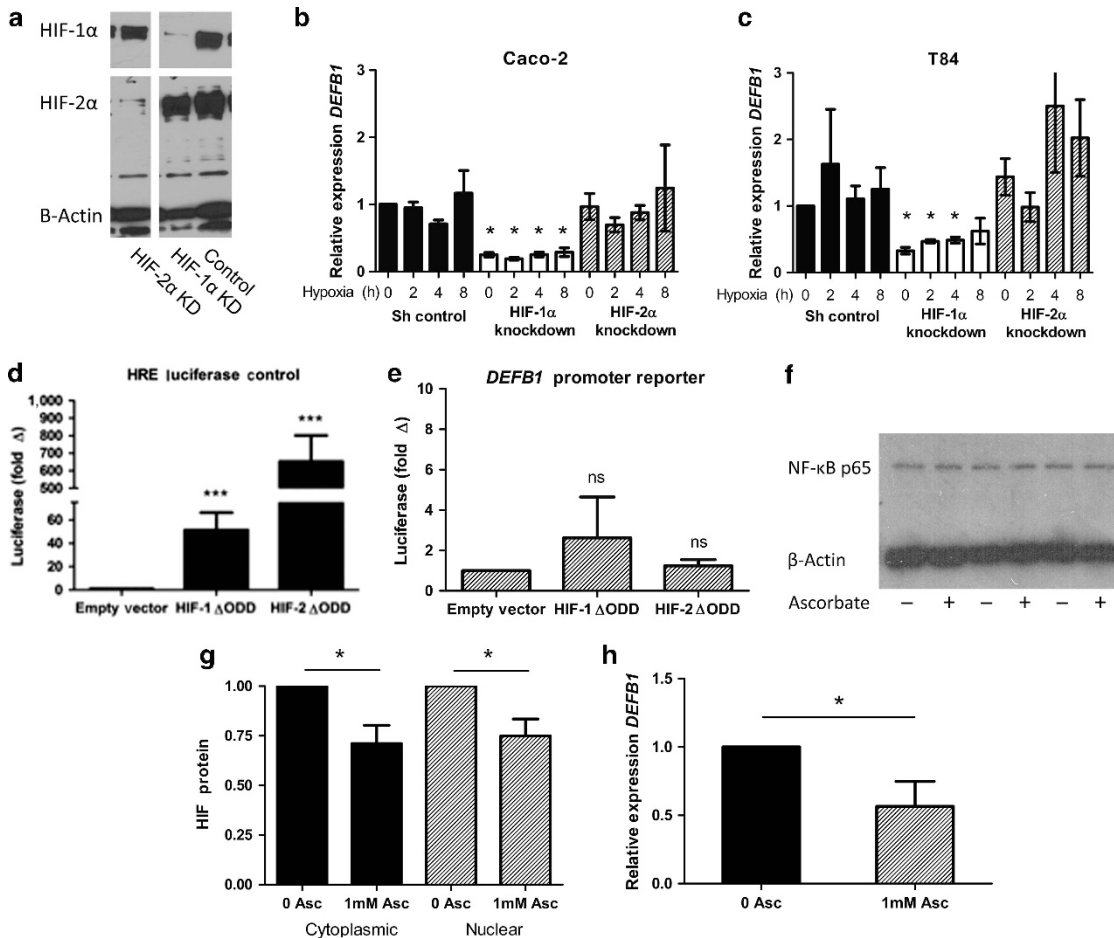 a
HIF-1α
HIF-2α
B-Actin
HIF-2α KD
HIF-1α KD
Control
b
Caco-2
Relative expression DEFB1
3
2
1
0
* * * *
Hypoxia (h) 0 2 4 8 0 2 4 8 0 2 4 8
Sh control
HIF-1α knockdown
HIF-2α knockdown
c
T84
Relative expression DEFB1
3
2
1
0
* * *
Hypoxia (h) 0 2 4 8 0 2 4 8 0 2 4 8
Sh control
HIF-1α knockdown
HIF-2α knockdown
d
HRE luciferase control
Luciferase (fold Δ)
1,000
900
800
700
600
500
60
40
20
0
***
***
Empty vector HIF-1 ΔODD HIF-2 ΔODD
e
DEFB1 promoter reporter
Luciferase (fold Δ)
10
8
6
4
2
0
ns
ns
Empty vector HIF-1 ΔODD HIF-2 ΔODD
f
NF-κB p65
β-Actin
Ascorbate – + – + – +
g
HIF protein
1.00
0.75
0.50
0.25
0.00
* *
0 Asc 1mM Asc 0 Asc 1mM Asc
Cytoplasmic Nuclear
h
Relative expression DEFB1
1.5
1.0
0.5
0.0
*
0 Asc 1mM Asc